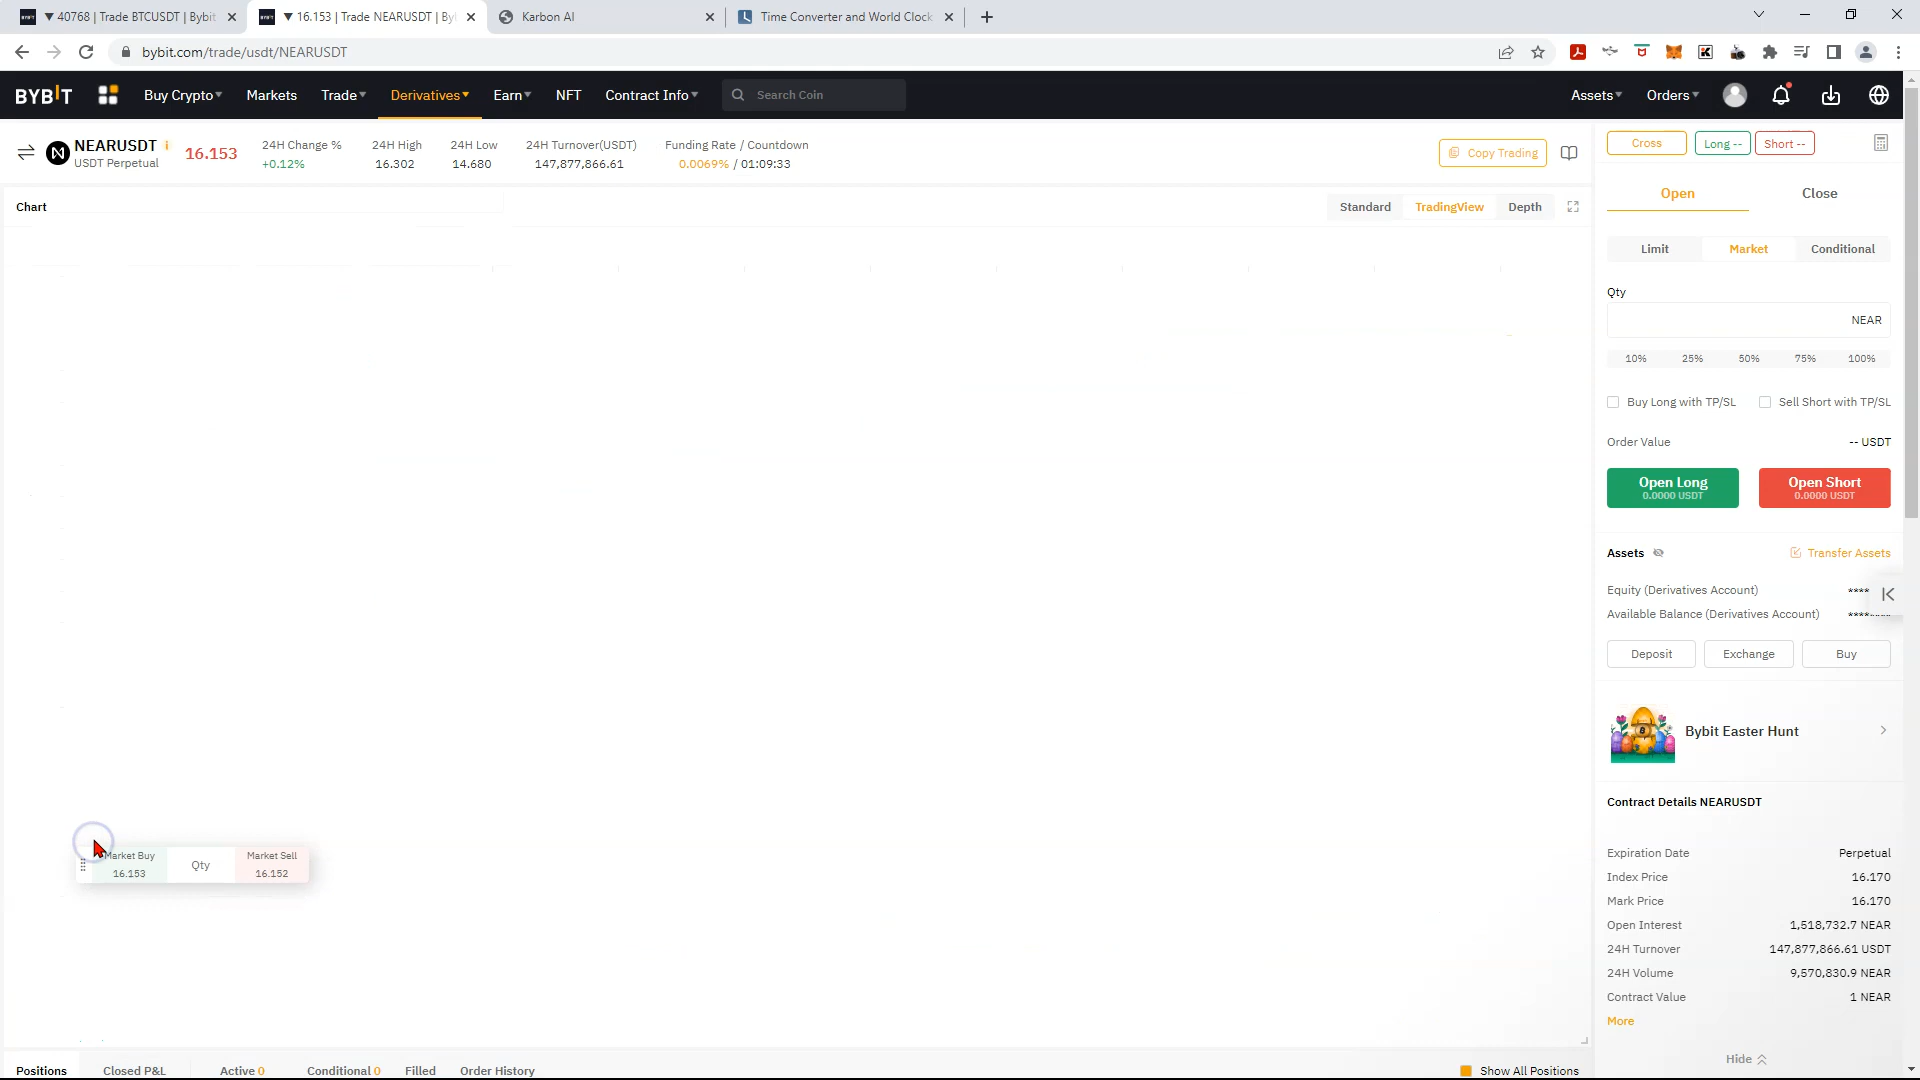 ▼ 40768 | Trade BTCUSDT | Bybit
▼ 16.153 | Trade NEARUSDT | By
Karbon AI
Time Converter and World Clock
bybit.com/trade/usdt/NEARUSDT
BYBIT
Buy Crypto
Markets
Trade
Derivatives
Earn
NFT
Contract Info
Search Coin
Assets
Orders
NEARUSDT
USDT Perpetual
16.153
24H Change %
+0.12%
24H High
16.302
24H Low
14.680
24H Turnover(USDT)
147,877,866.61
Funding Rate / Countdown
0.0069% / 01:09:33
Copy Trading
Cross
Long --
Short --
Chart
Standard
TradingView
Depth
Open
Close
Limit
Market
Conditional
Qty
NEAR
10%
25%
50%
75%
100%
Buy Long with TP/SL
Sell Short with TP/SL
Order Value
-- USDT
Open Long
0.0000 USDT
Open Short
0.0000 USDT
Assets
Transfer Assets
Equity (Derivatives Account)
****
Available Balance (Derivatives Account)
Deposit
Exchange
Buy
Bybit Easter Hunt
Contract Details NEARUSDT
Expiration Date
Perpetual
Index Price
16.170
Mark Price
16.170
Open Interest
1,518,732.7 NEAR
24H Turnover
147,877,866.61 USDT
24H Volume
9,570,830.9 NEAR
Contract Value
1 NEAR
More
Hide
Market Buy
16.153
Qty
Market Sell
16.152
Positions
Closed P&L
Active 0
Conditional 0
Filled
Order History
Show All Positions